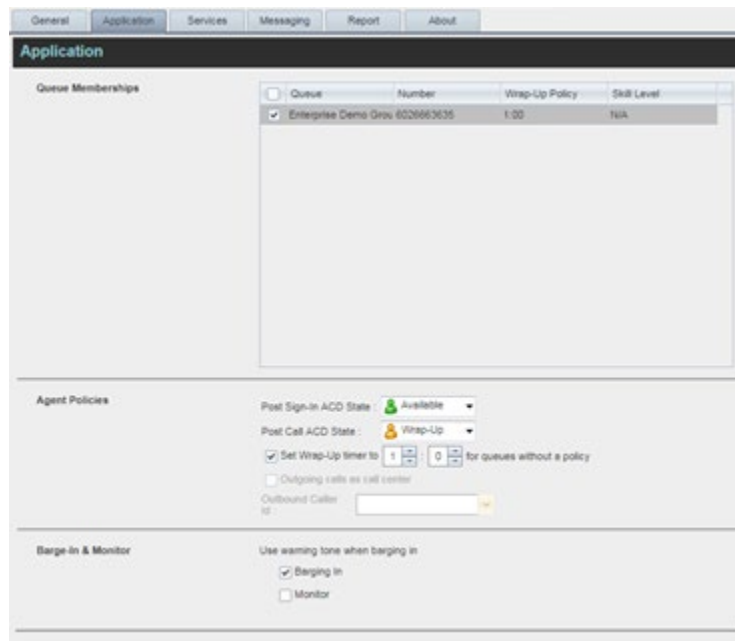 General Application Services Messaging Report About
Application
Queue Memberships
Queue Number Wrap-Up Policy Skill Level
Enterprise Demo Grou 6026663635 1:00 N/A
Agent Policies
Post Sign-In ACD State : Available
Post Call ACD State : Wrap-Up
Set Wrap-Up timer to 1 : 0 for queues without a policy
Outgoing calls as call center
Outbound Caller
Id :
Barge-In & Monitor
Use warning tone when barging in
Barging In
Monitor